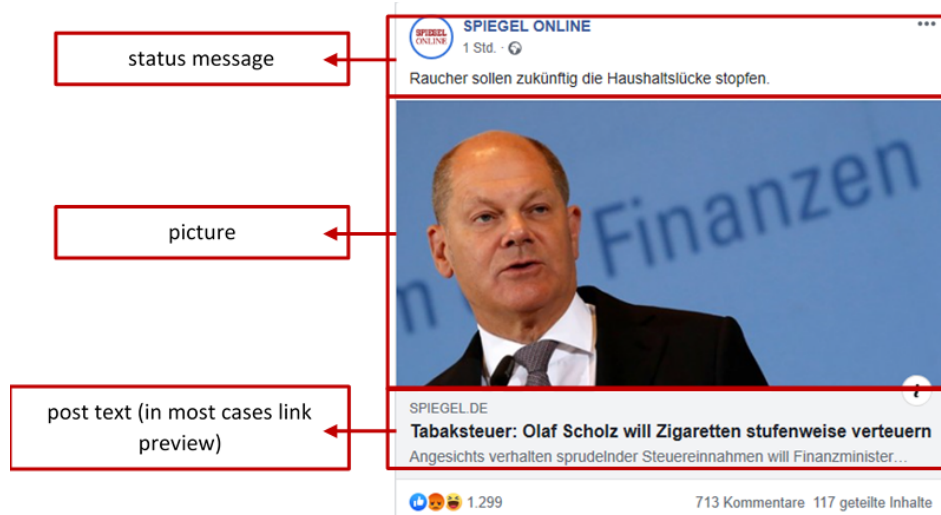 SPIEGEL ONLINE
SPIEGEL ONLINE
1 Std. ·
Raucher sollen zukünftig die Haushaltslücke stopfen.
status message
picture
Finanzen
post text (in most cases link
preview)
SPIEGEL.DE
i
Tabaksteuer: Olaf Scholz will Zigaretten stufenweise verteuern
Angesichts verhalten sprudelnder Steuereinnahmen will Finanzminister...
1.299 713 Kommentare 117 geteilte Inhalte